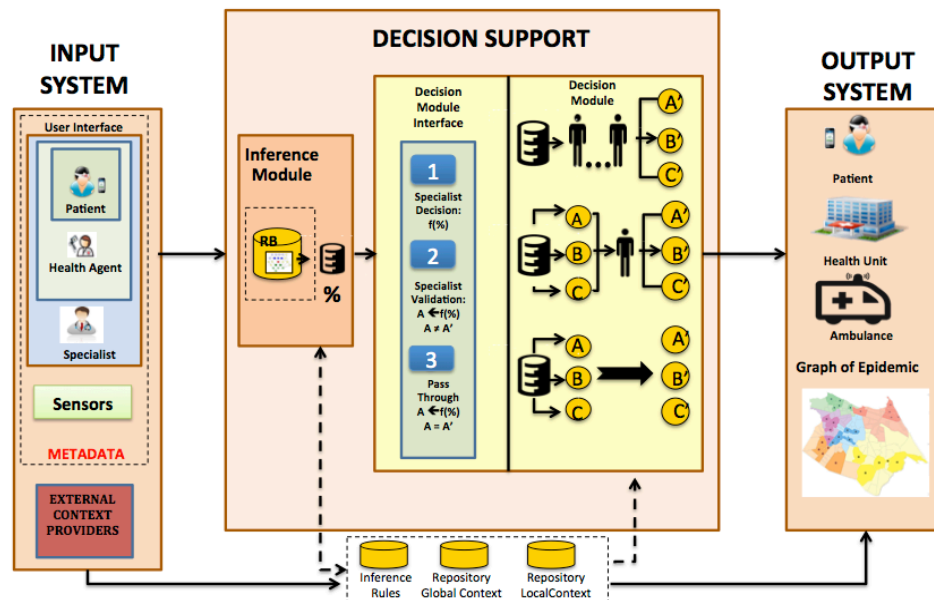 INPUT
SYSTEM
User Interface
Patient
Health Agent
Specialist
Sensors
METADATA
EXTERNAL
CONTEXT
PROVIDERS
DECISION SUPPORT
Inference
Module
RB
%
Decision
Module
Interface
1
Specialist
Decision:
f(%)
2
Specialist
Validation:
A ←f(%)
A ≠ A'
3
Pass
Through
A ←f(%)
A = A'
Decision
Module
A'
B'
C'
A
B
C
A'
B'
C'
A
B
C
A'
B'
C'
Inference
Rules
Repository
Global Context
Repository
LocalContext
OUTPUT
SYSTEM
Patient
Health Unit
Ambulance
Graph of Epidemic